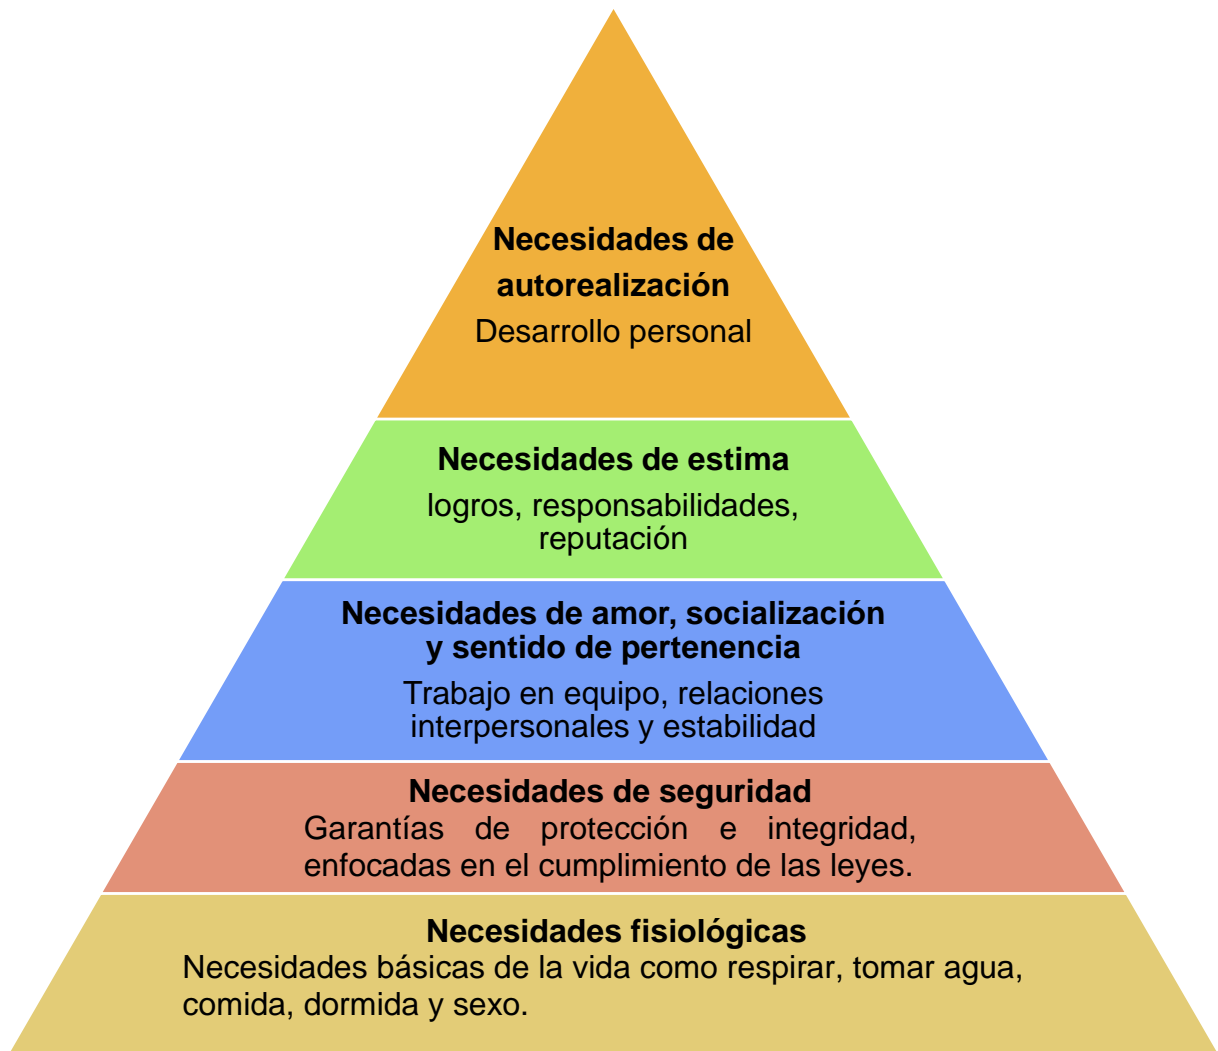 Necesidades de
autorealización
Desarrollo personal
Necesidades de estima
logros, responsabilidades,
reputación
Necesidades de amor, socialización
y sentido de pertenencia
Trabajo en equipo, relaciones
interpersonales y estabilidad
Necesidades de seguridad
Garantías de protección e integridad,
enfocadas en el cumplimiento de las leyes.
Necesidades fisiológicas
Necesidades básicas de la vida como respirar, tomar agua,
comida, dormida y sexo.